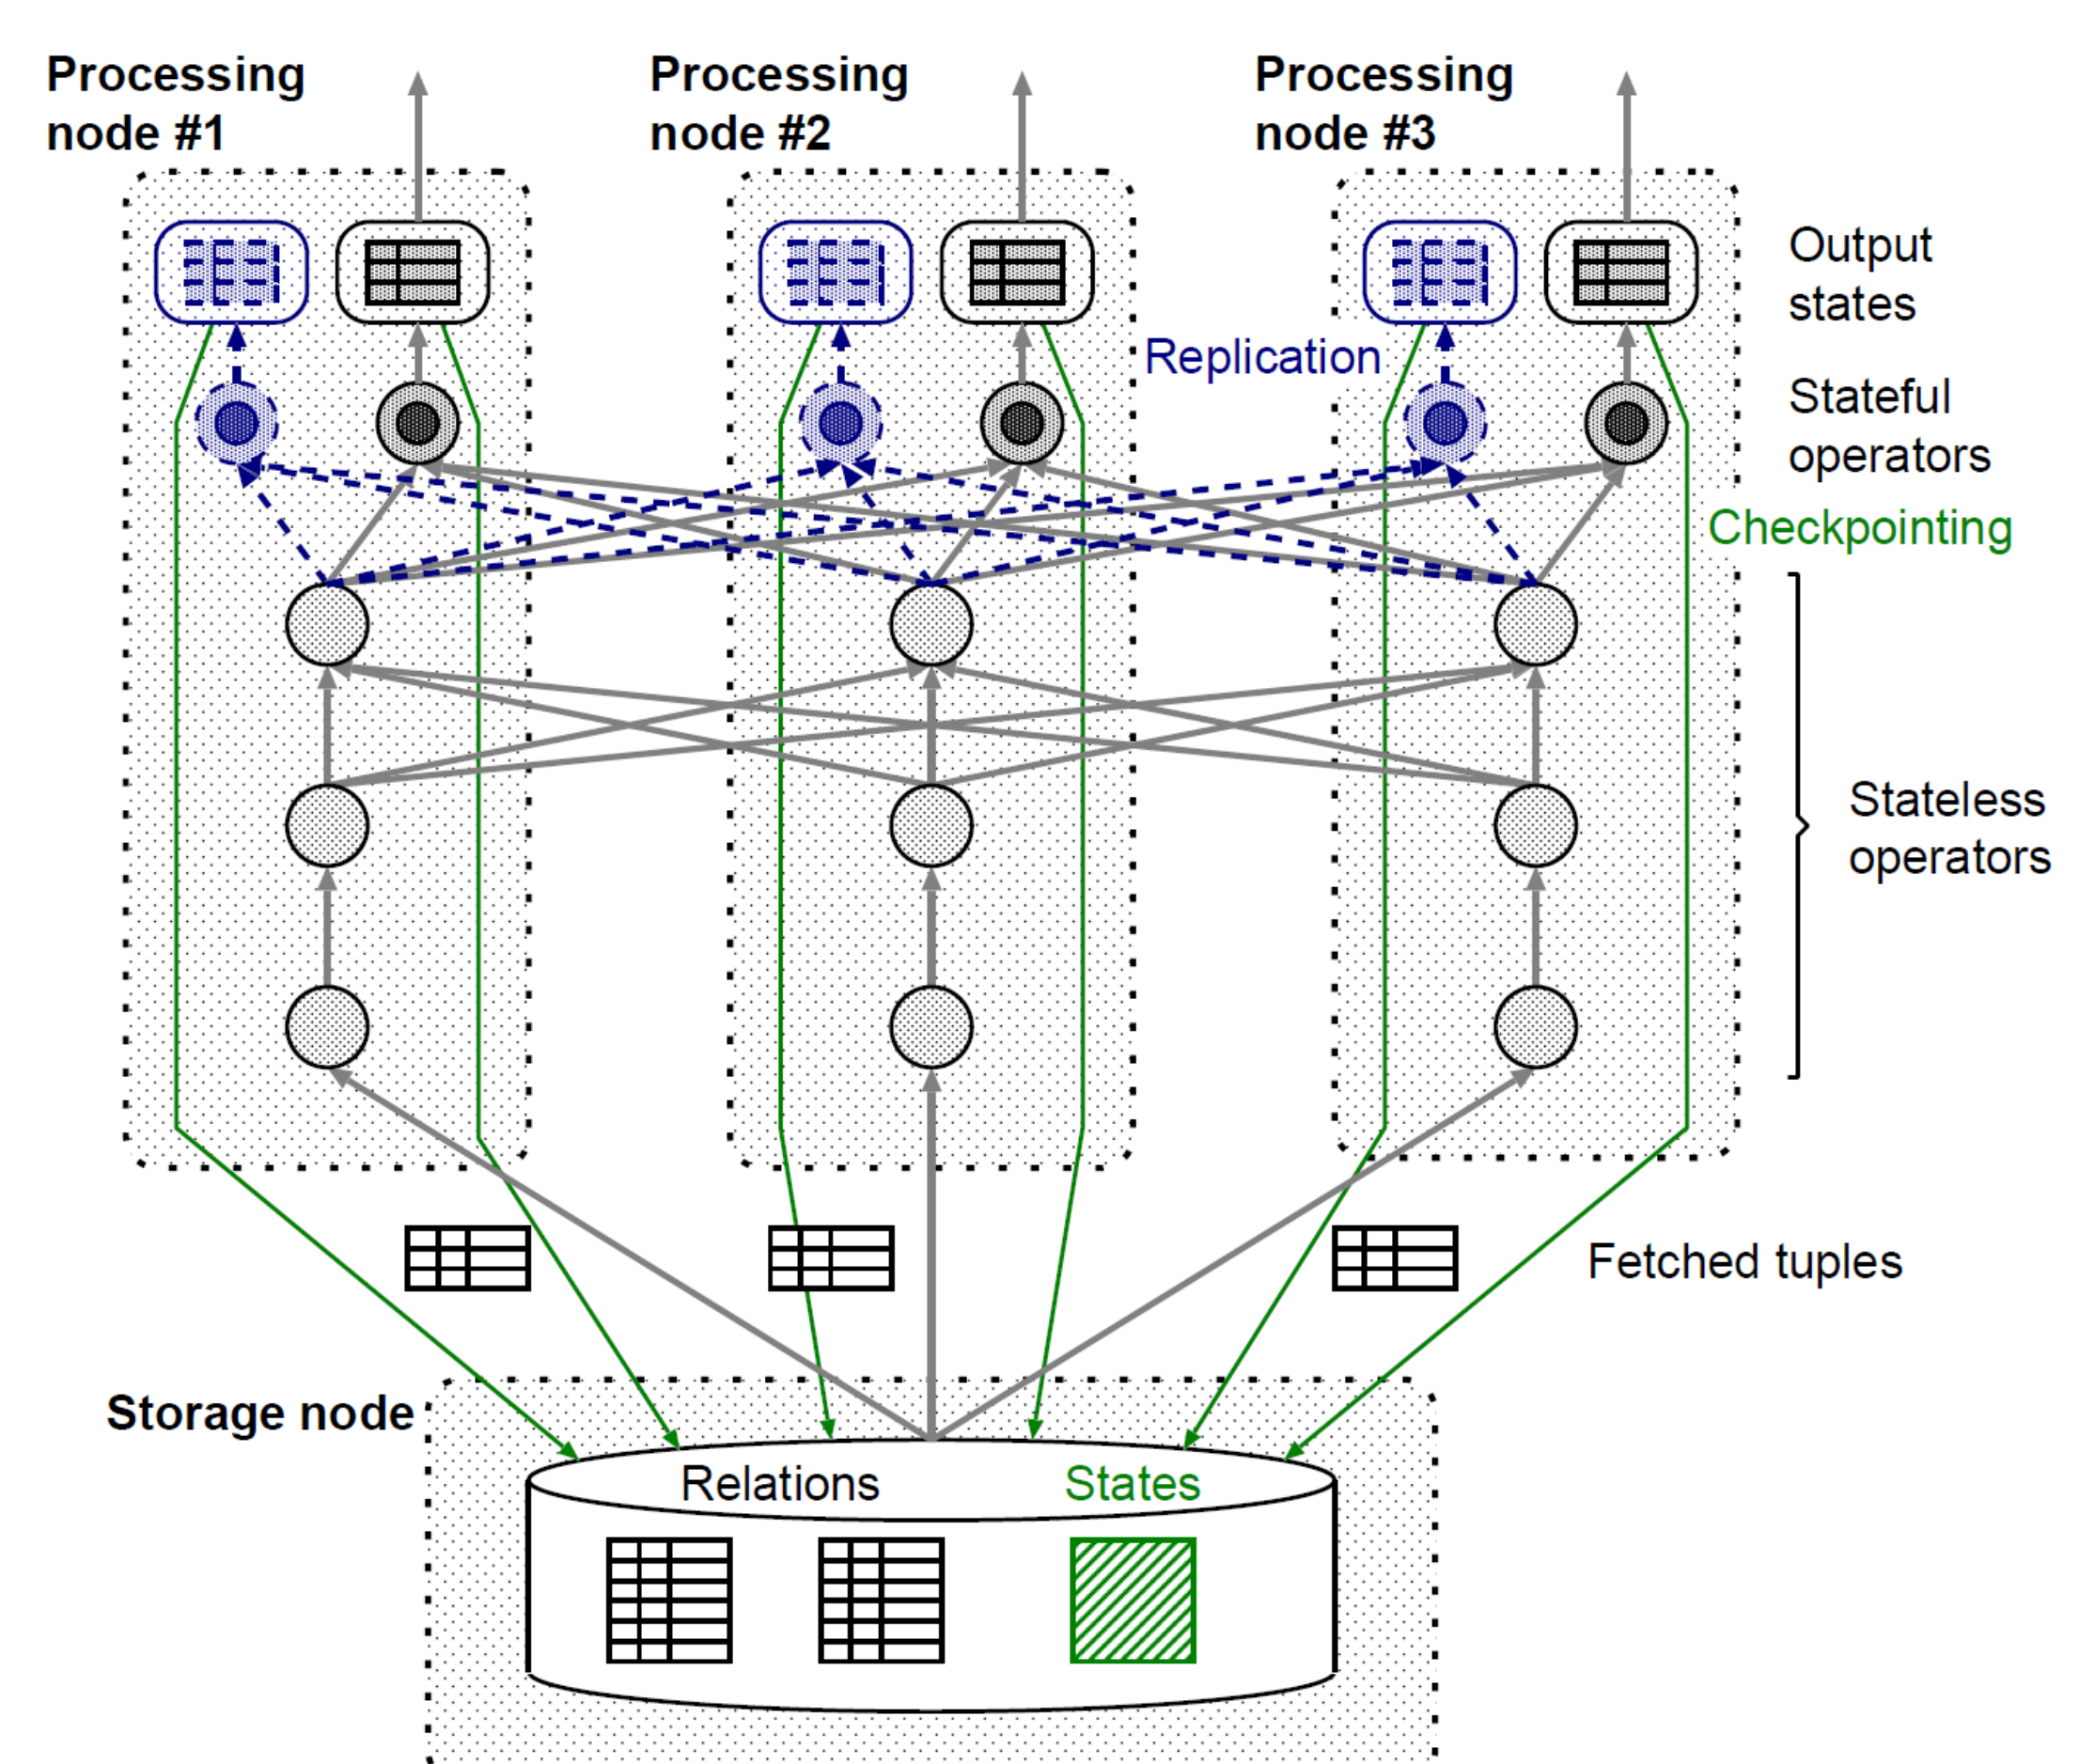 Processing
node #1
Processing
node #2
Processing
node #3
Output
states
Replication
Stateful
operators
Checkpointing
Stateless
operators
Fetched tuples
Storage node
Relations
States